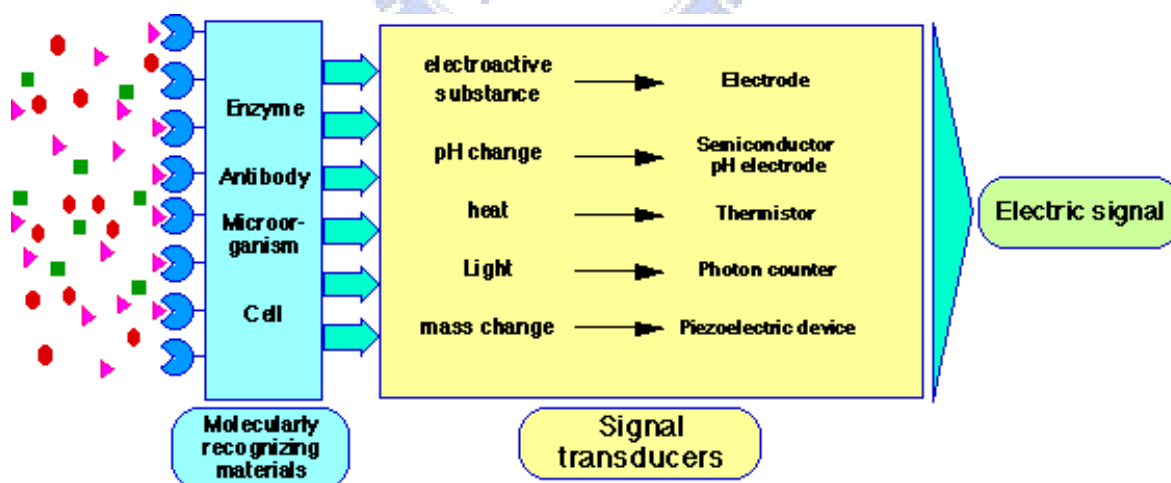 Enzyme
Antibody
Microor-
ganism
Cell
Molecularly
recognizing
materials
electroactive
substance
Electrode
pH change
Semiconductor
pH electrode
heat
Thermistor
Light
Photon counter
mass change
Piezoelectric device
Signal
transducers
Electric signal